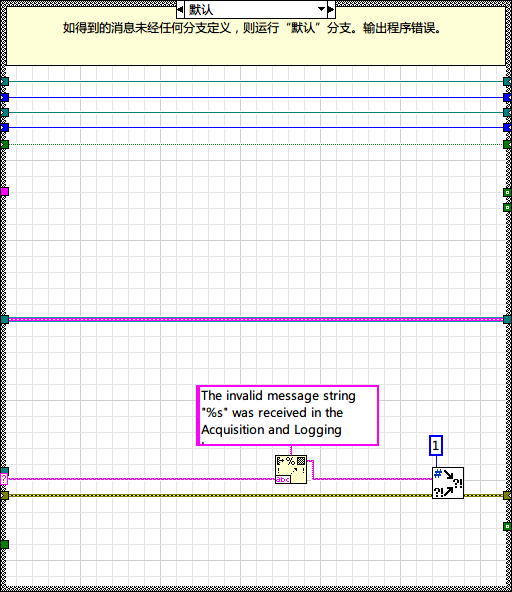 默认
如得到的消息未经任何分支定义，则运行“默认”分支。输出程序错误。
The invalid message string
"%s" was received in the
Acquisition and Logging
%
abc
?
1
#
?!
?!